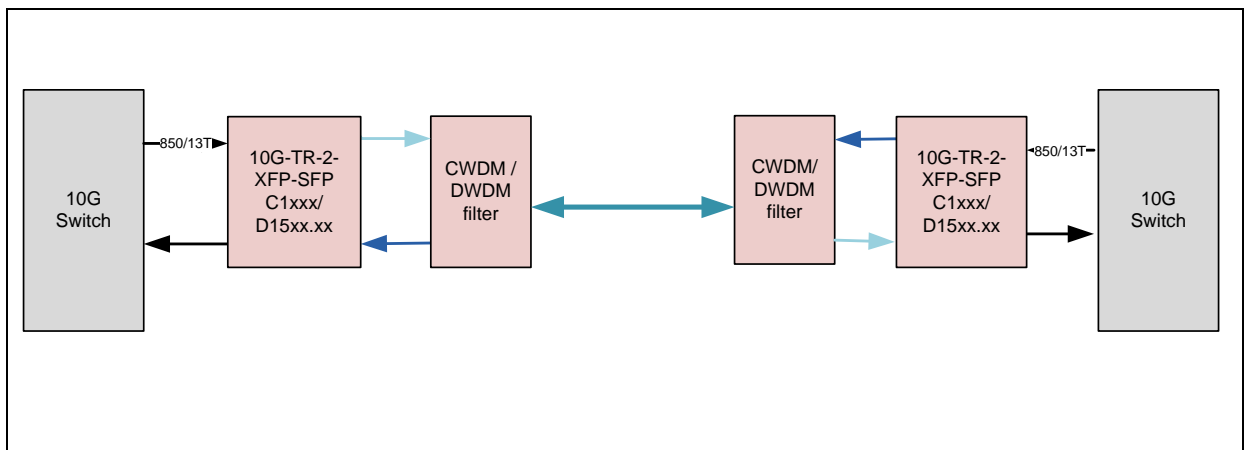 10G
Switch
850/13T
10G-TR-2-
XFP-SFP
C1xxx/
D15xx.xx
CWDM /
DWDM
filter
CWDM/
DWDM
filter
10G-TR-2-
XFP-SFP
C1xxx/
D15xx.xx
850/13T
10G
Switch